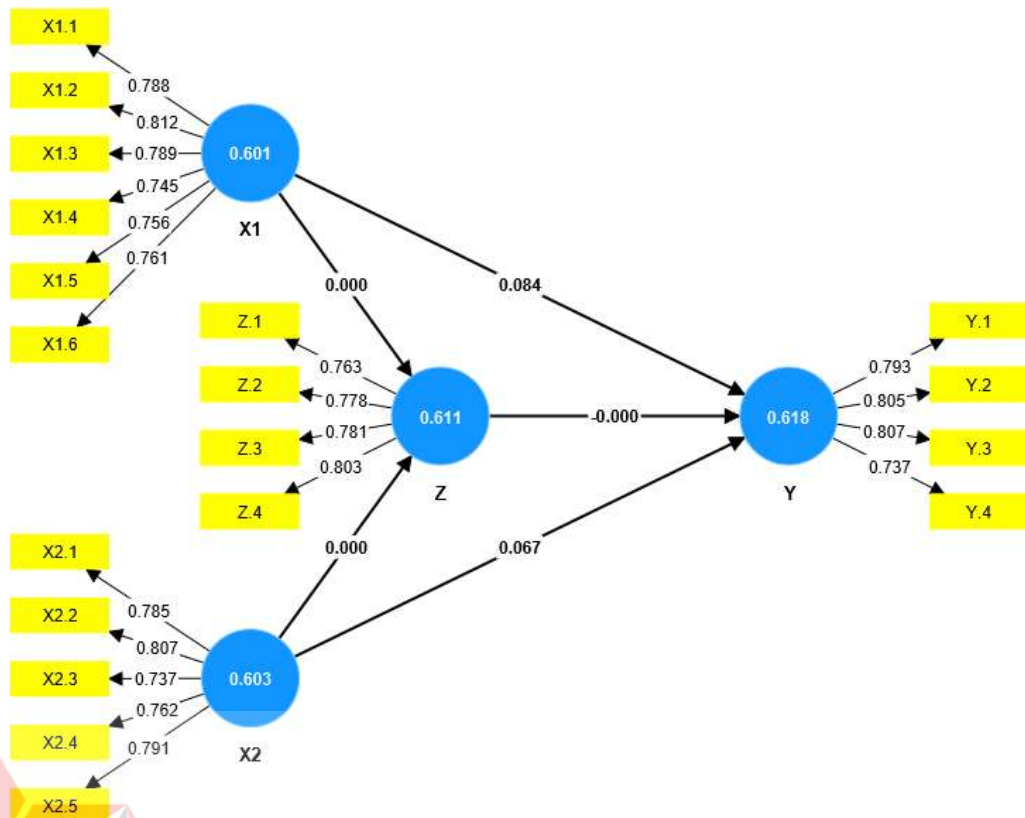 X1.1
X1.2
X1.3
X1.4
X1.5
X1.6
0.788
0.812
0.789
0.745
0.756
0.761
0.601
X1
0.000
0.084
Z.1
Z.2
Z.3
Z.4
0.763
0.778
0.781
0.803
0.611
Z
-0.000
0.618
Y
0.793
0.805
0.807
0.737
Y.1
Y.2
Y.3
Y.4
0.000
0.067
X2.1
X2.2
X2.3
X2.4
X2.5
0.785
0.807
0.737
0.762
0.791
0.603
X2